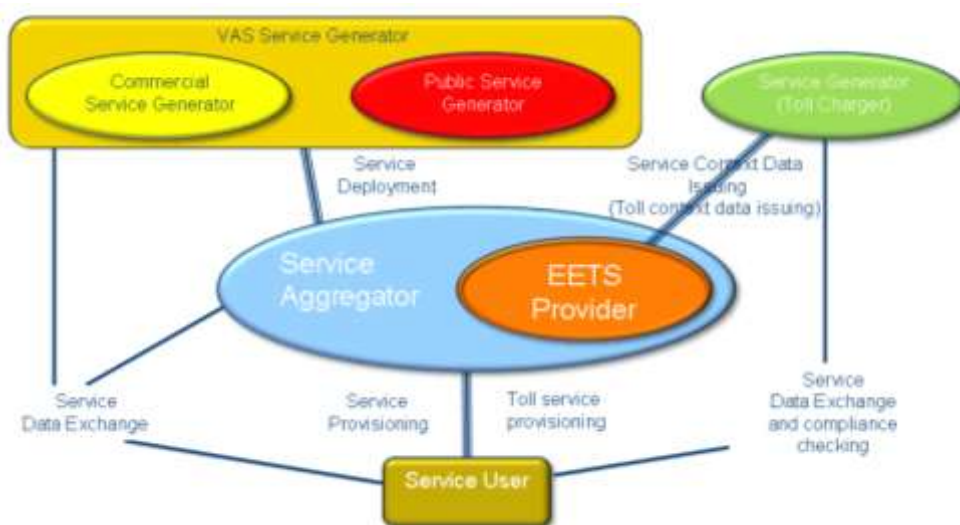 VAS Service Generator
Commercial
Service Generator
Public Service
Generator
Service Generator
(Toll Charger)
Service
Deployment
Service Context Data
Issuing
(Toll context data issuing)
Service
Aggregator
EETS
Provider
Service
Data Exchange
Service
Provisioning
Toll service
provisioning
Service
Data Exchange
and compliance
checking
Service User